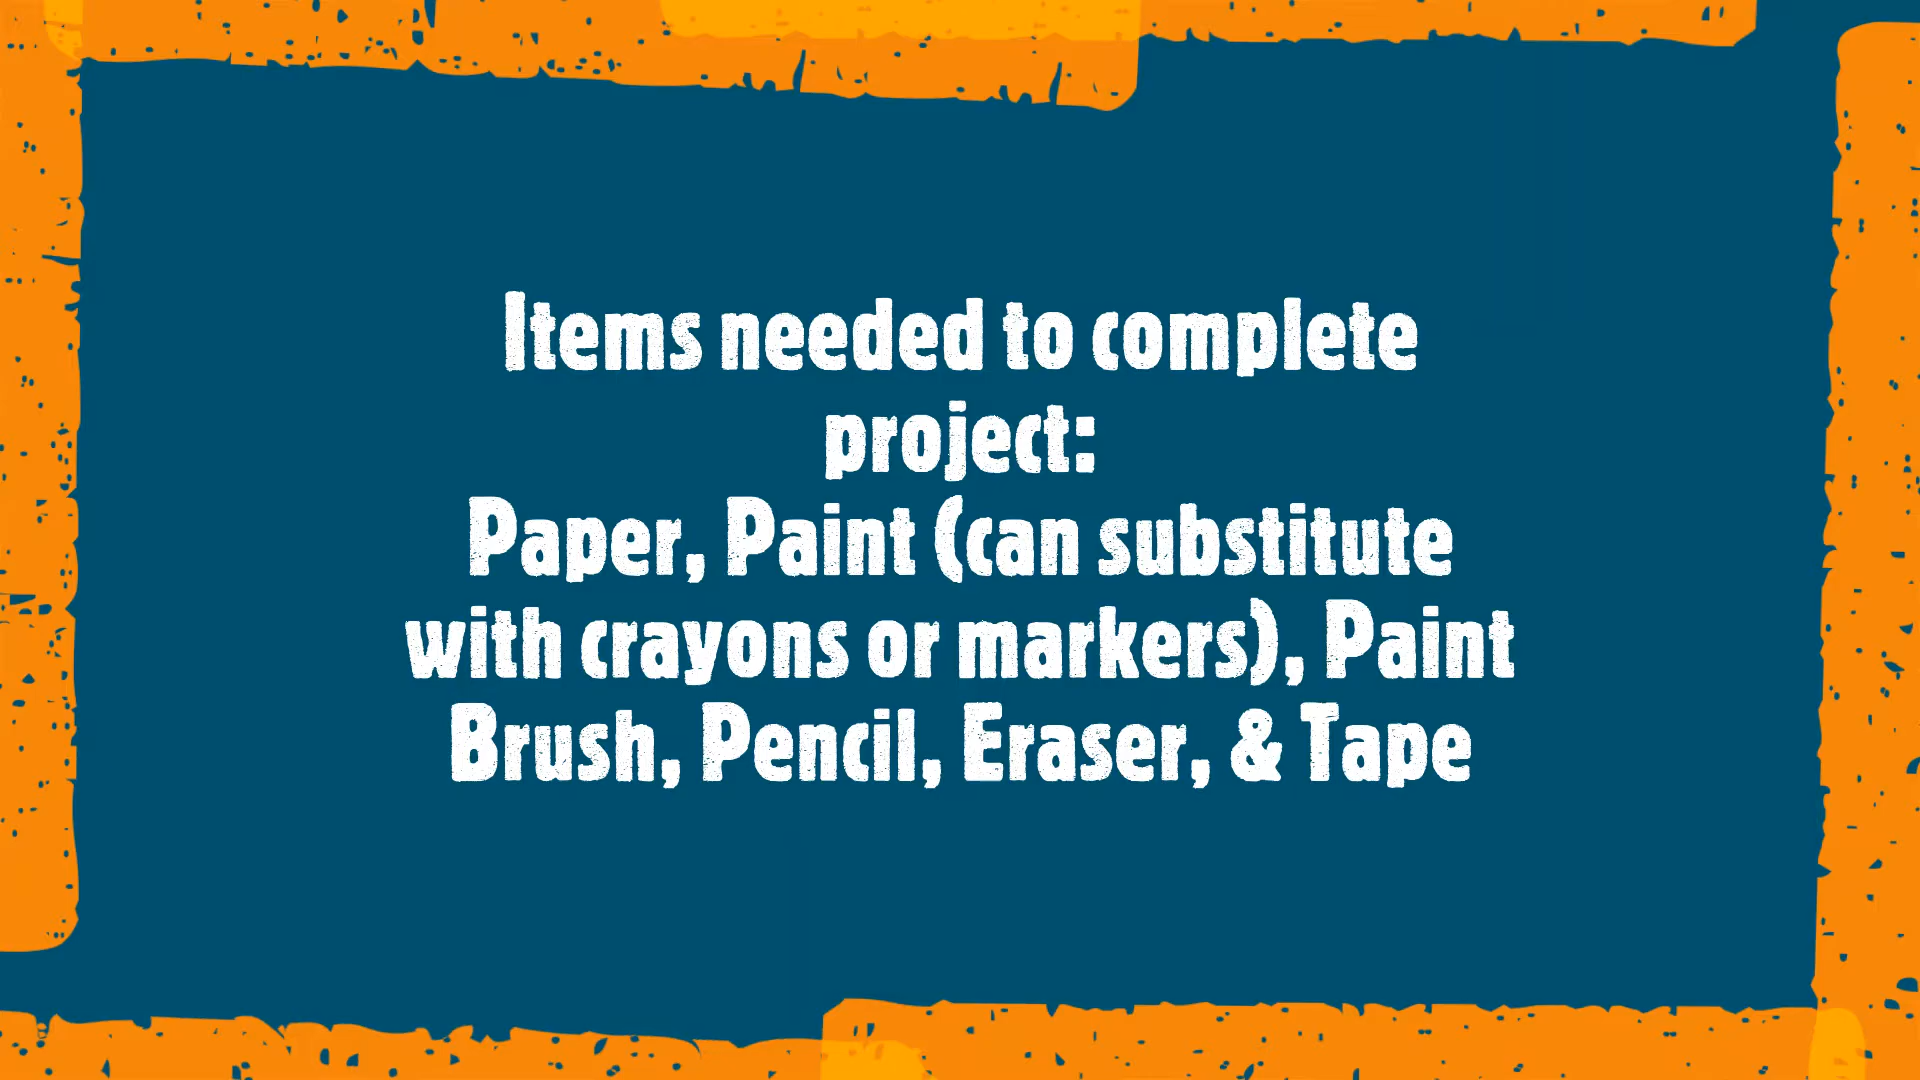 Items needed to complete
project:
Paper, Paint (can substitute
with crayons or markers), Paint
Brush, Pencil, Eraser, & Tape